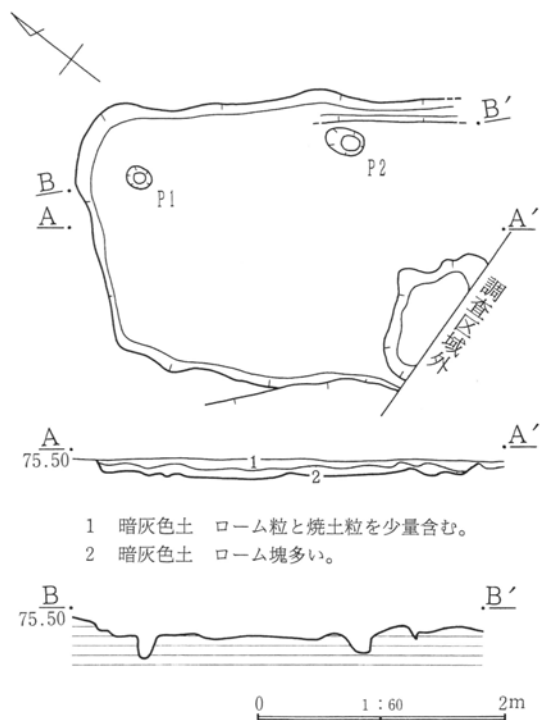 B′
P2
B
P1
A
A′
調査区域外
A
A′
75.50
1
2
1 暗灰色土 ローム粒と焼土粒を少量含む。
2 暗灰色土 ローム塊多い。
B
B′
75.50
0 1:60 2m